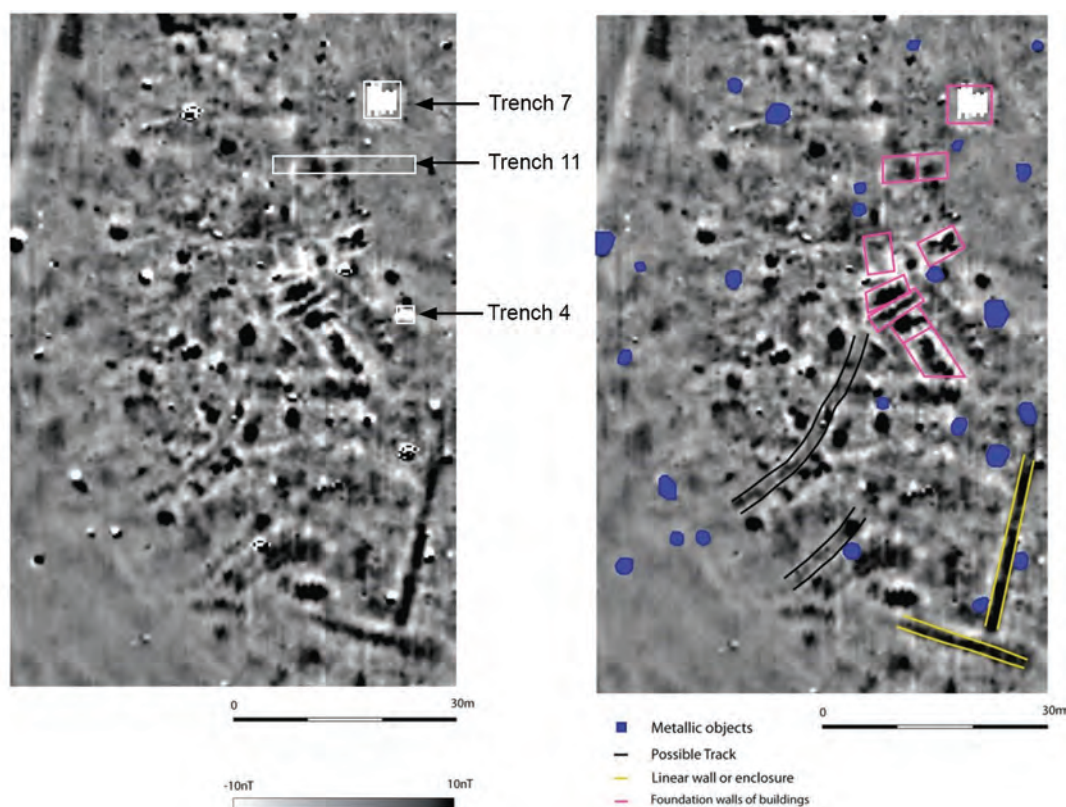 Trench 7
Trench 11
Trench 4
0 30m
-10nT 10nT
0 30m
Metallic objects
Possible Track
Linear wall or enclosure
Foundation walls of buildings